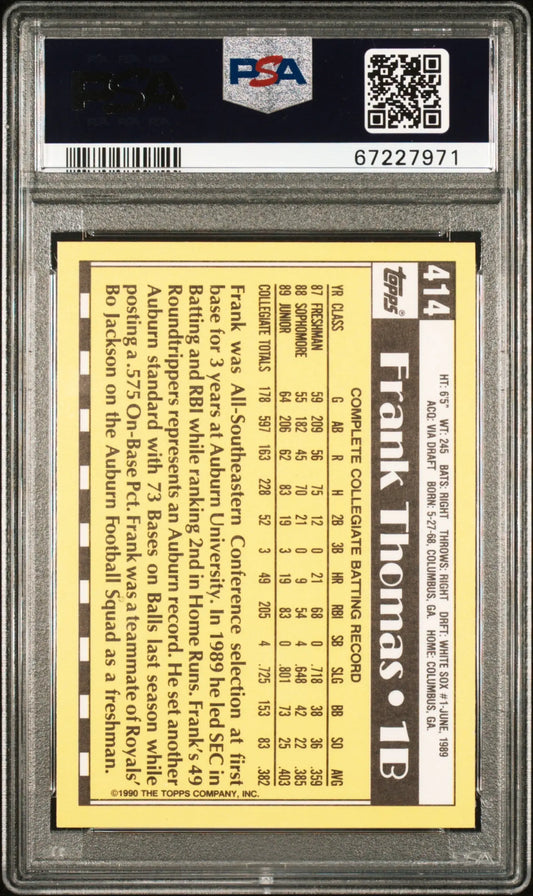 PSA
PSA
67227971
414
topps®
Frank Thomas • 1B
HT: 6'5" WT: 245 BATS: RIGHT THROWS: RIGHT DRFT: WHITE SOX #1-JUNE, 1989
ACQ: VIA DRAFT BORN: 5-27-68, COLUMBUS, GA. HOME: COLUMBUS, GA.
COMPLETE COLLEGIATE BATTING RECORD
YR CLASS G AB R H 2B 3B HR RBI SB SLG BB SO AVG
87 FRESHMAN 59 209 56 75 12 0 21 68 0 .718 38 36 .359
88 SOPHOMORE 55 182 45 70 21 0 9 54 4 .648 42 22 .385
89 JUNIOR 64 206 62 83 19 3 19 83 0 .801 73 25 .403
COLLEGIATE TOTALS 178 597 163 228 52 3 49 205 4 .725 153 83 .382
Frank was All-Southeastern Conference selection at first
base for 3 years at Auburn University. In 1989 he led SEC in
Batting and RBI while ranking 2nd in Home Runs. Frank's 49
Roundtrippers represents an Auburn record. He set another
Auburn standard with 73 Bases on Balls last season while
posting a .575 On-Base Pct. Frank was a teammate of Royals'
Bo Jackson on the Auburn Football Squad as a freshman.
©1990 THE TOPPS COMPANY, INC.